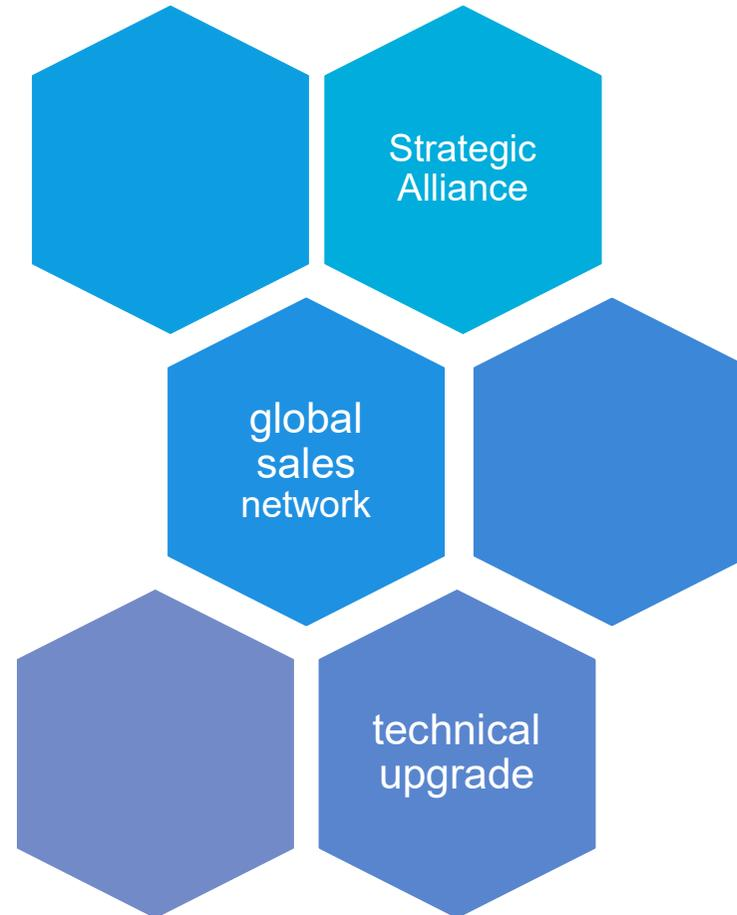 Strategic
Alliance
global
sales
network
technical
upgrade